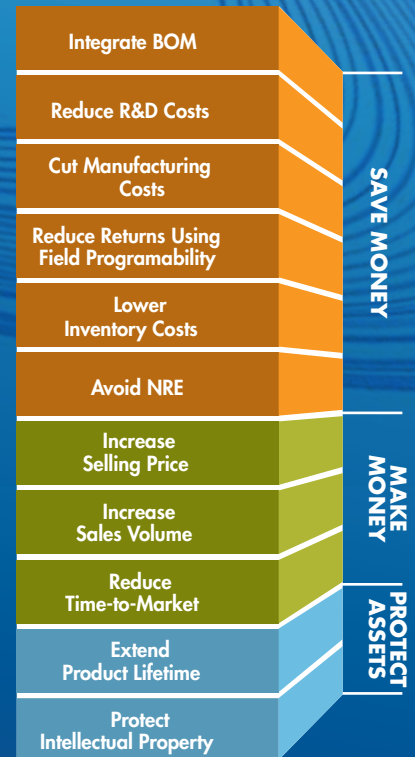 Integrate BOM
Reduce R&D Costs
Cut Manufacturing
Costs
Reduce Returns Using
Field Programability
Lower
Inventory Costs
Avoid NRE
Increase
Selling Price
Increase
Sales Volume
Reduce
Time-to-Market
Extend
Product Lifetime
Protect
Intellectual Property
SAVE MONEY
MAKE
MONEY
PROTECT
ASSETS